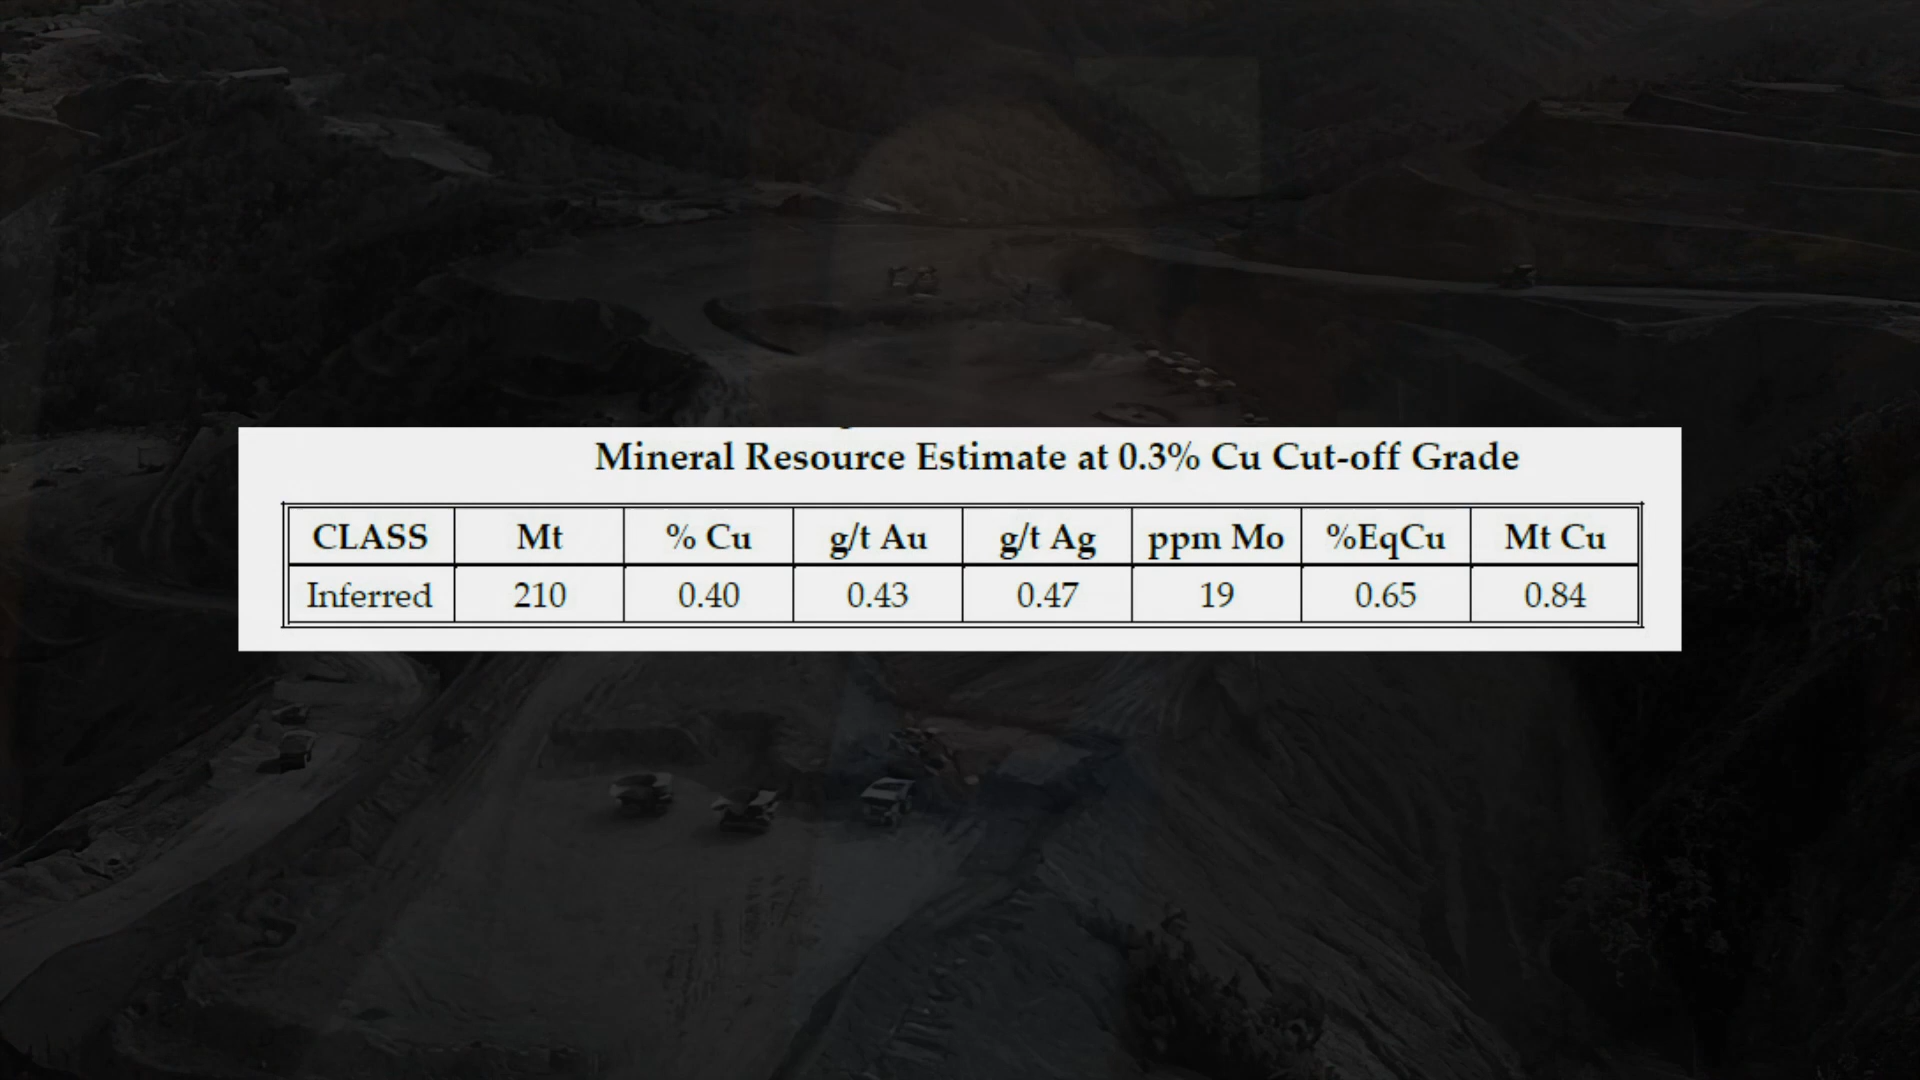 Mineral Resource Estimate at 0.3% Cu Cut-off Grade
CLASS Mt % Cu g/t Au g/t Ag ppm Mo %EqCu Mt Cu
Inferred 210 0.40 0.43 0.47 19 0.65 0.84